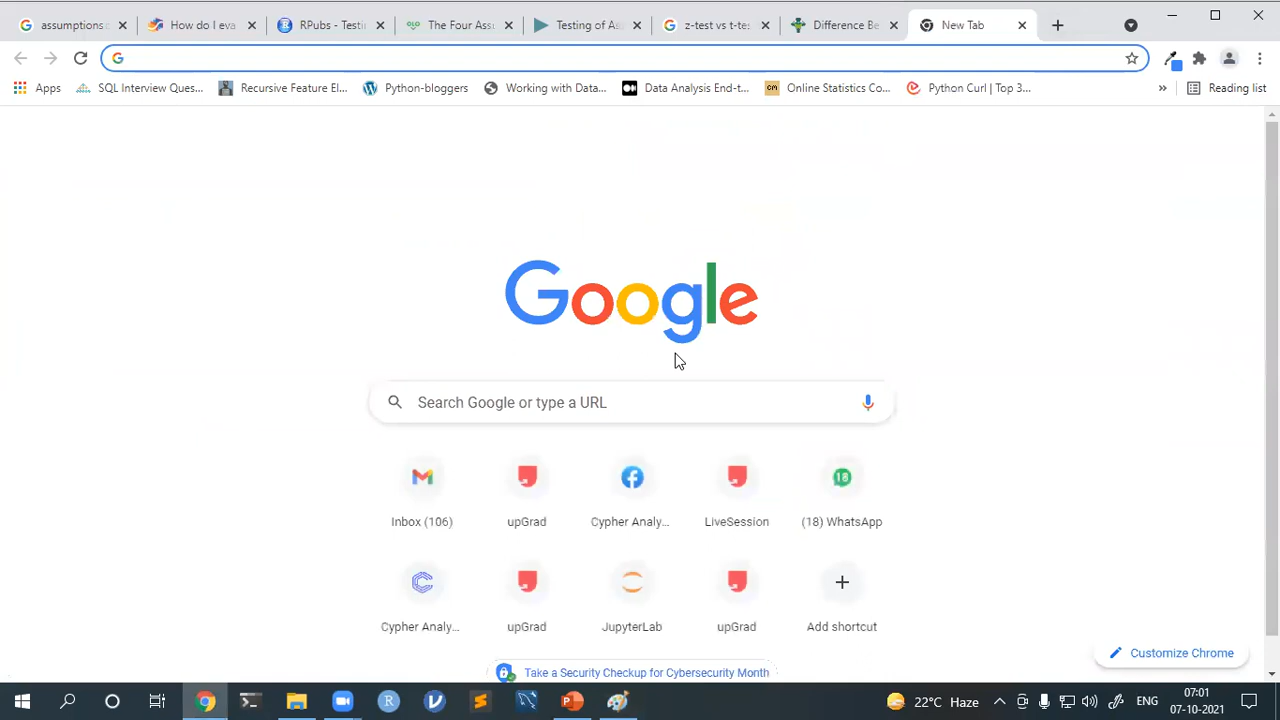 assumptions o
How do I eva
RPubs - Testin
The Four Assu
Testing of Ass
z-test vs t-tes
Difference Be
New Tab
Apps
SQL Interview Ques...
Recursive Feature El...
Python-bloggers
Working with Data...
Data Analysis End-t...
Online Statistics Co...
Python Curl | Top 3...
»
Reading list
Google
Search Google or type a URL
Inbox (106)
upGrad
Cypher Analy...
LiveSession
18
(18) WhatsApp
Cypher Analy...
upGrad
JupyterLab
upGrad
Add shortcut
Customize Chrome
Take a Security Checkup for Cybersecurity Month
22°C Haze
ENG
07:01
07-10-2021